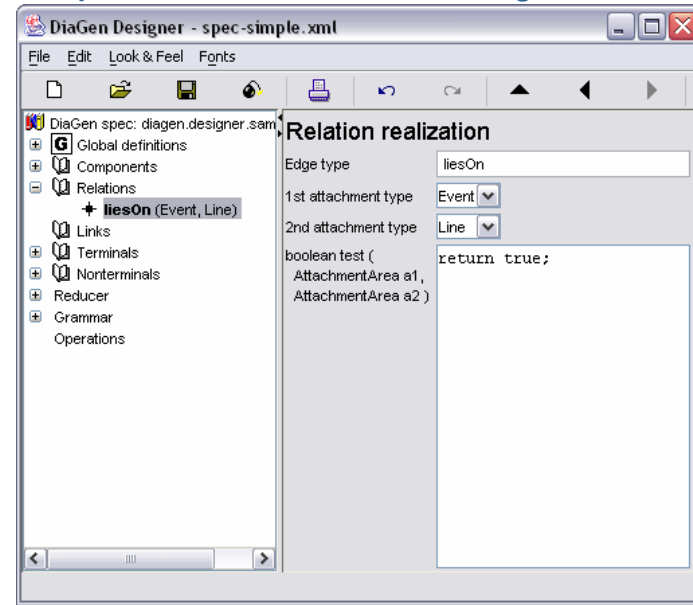 DiaGen Designer - spec-simple.xml
File Edit Look & Feel Fonts
DiaGen spec: diagen.designer.sam
G Global definitions
Components
Relations
liesOn (Event, Line)
Links
Terminals
Nonterminals
Reducer
Grammar
Operations
Relation realization
Edge type liesOn
1st attachment type Event
2nd attachment type Line
boolean test (
AttachmentArea a1,
AttachmentArea a2 )
return true;